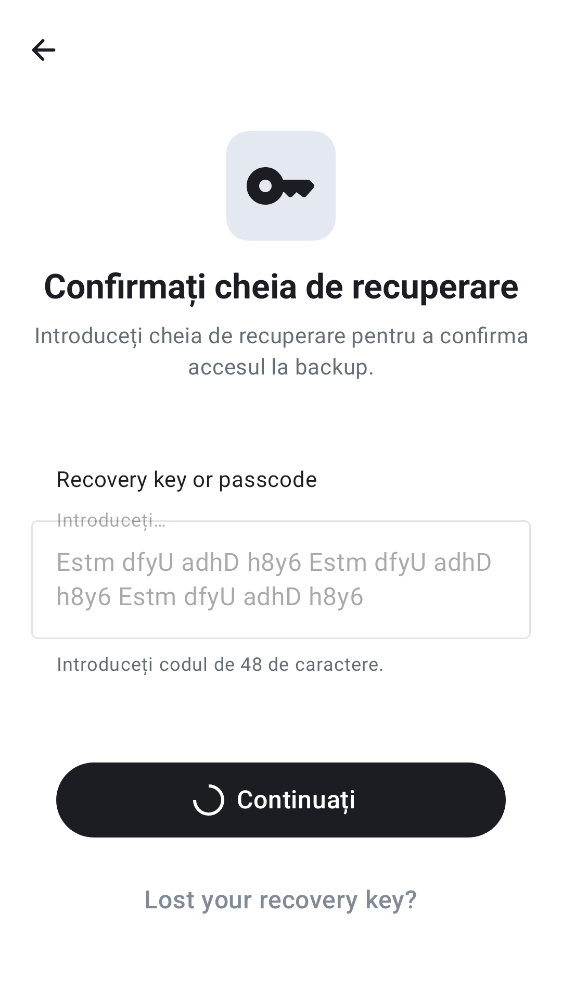 Confirmați cheia de recuperare
Introduceți cheia de recuperare pentru a confirma
accesul la backup.
Recovery key or passcode
Introduceți…
Estm dfyU adhD h8y6 Estm dfyU adhD
h8y6 Estm dfyU adhD h8y6
Introduceți codul de 48 de caractere.
Continuați
Lost your recovery key?